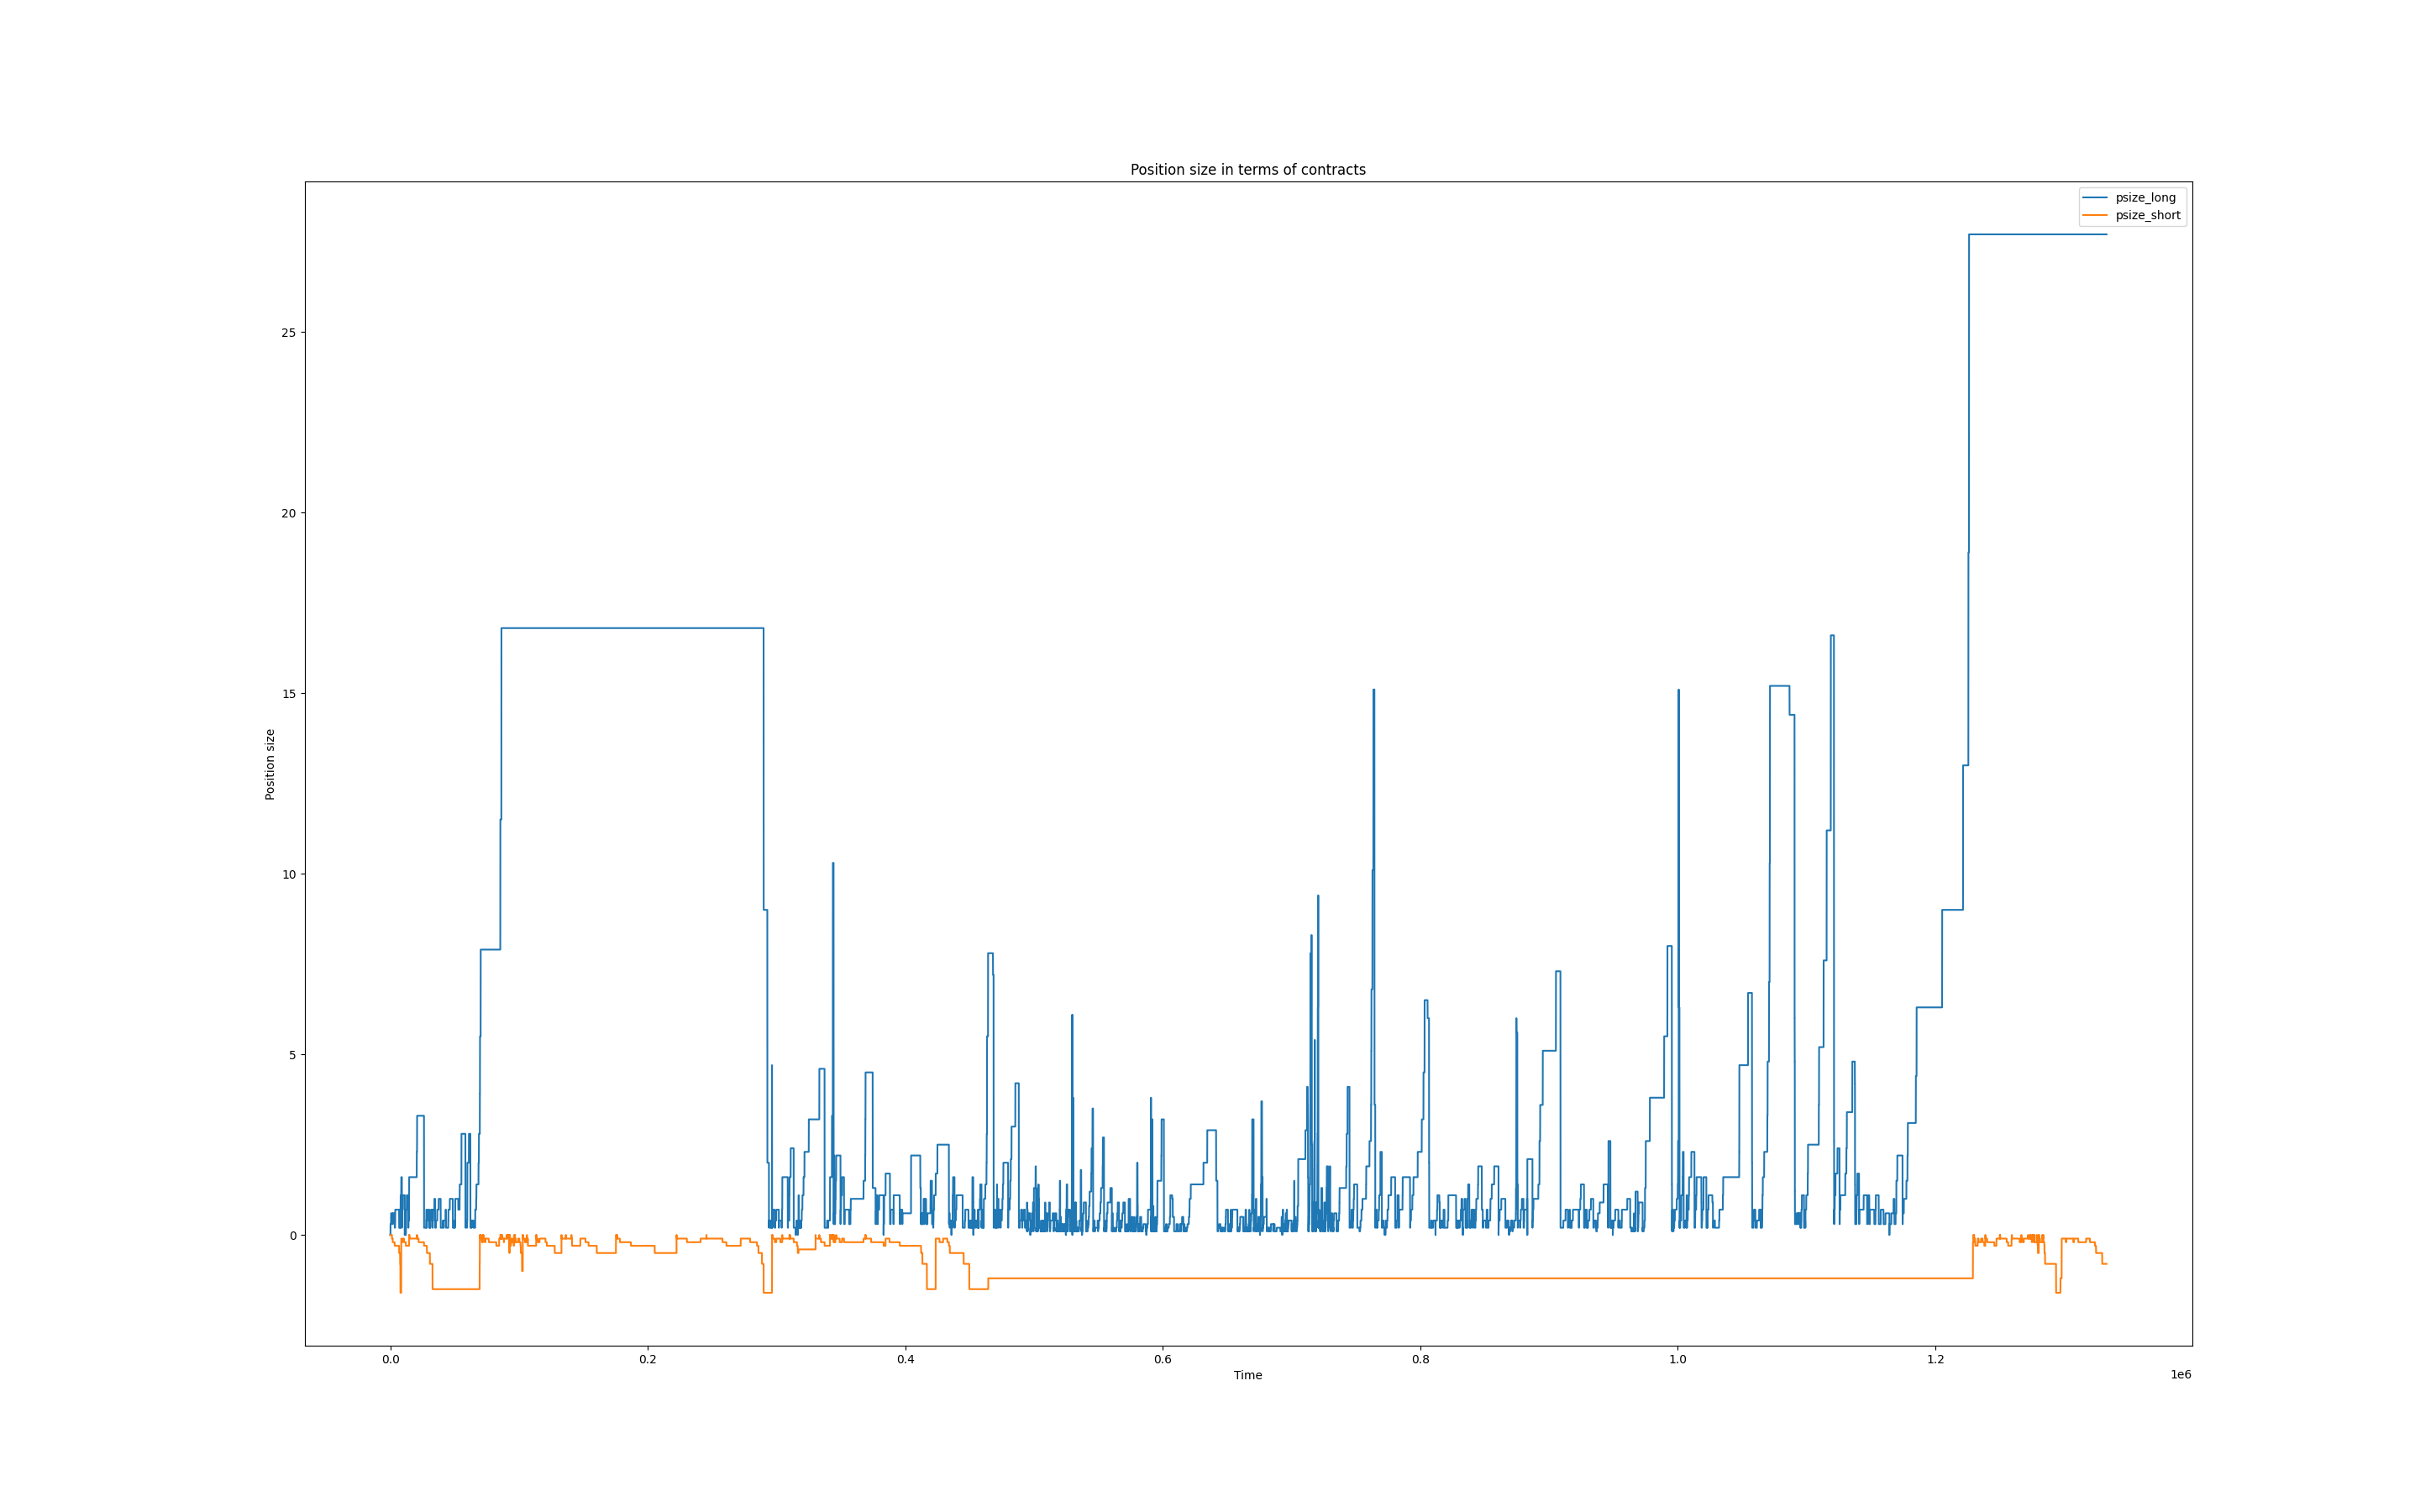 Position size in terms of contracts
psize_long
psize_short
25
20
15
10
5
0
Position size
0.0 0.2 0.4 0.6 0.8 1.0 1.2
Time
1e6